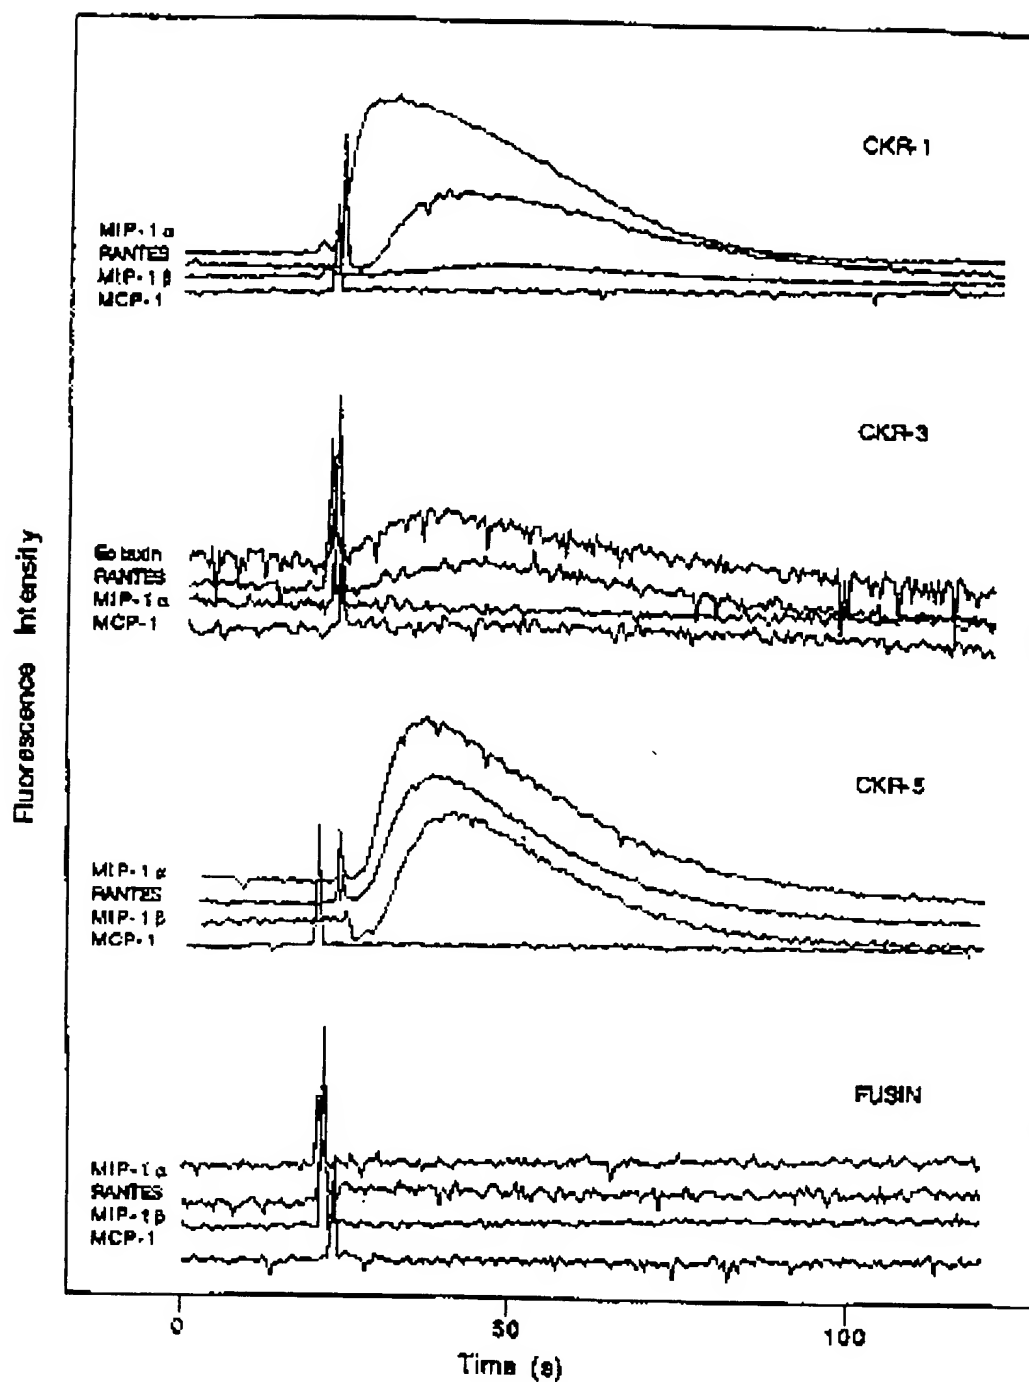 CKR-1
MIP-1α
RANTES
MIP-1β
MCP-1
CKR-3
Eotaxin
RANTES
MIP-1α
MCP-1
Fluorescence Intensity
CKR-5
MIP-1α
RANTES
MIP-1β
MCP-1
FUSIN
MIP-1α
RANTES
MIP-1β
MCP-1
0 50 100
Time (s)